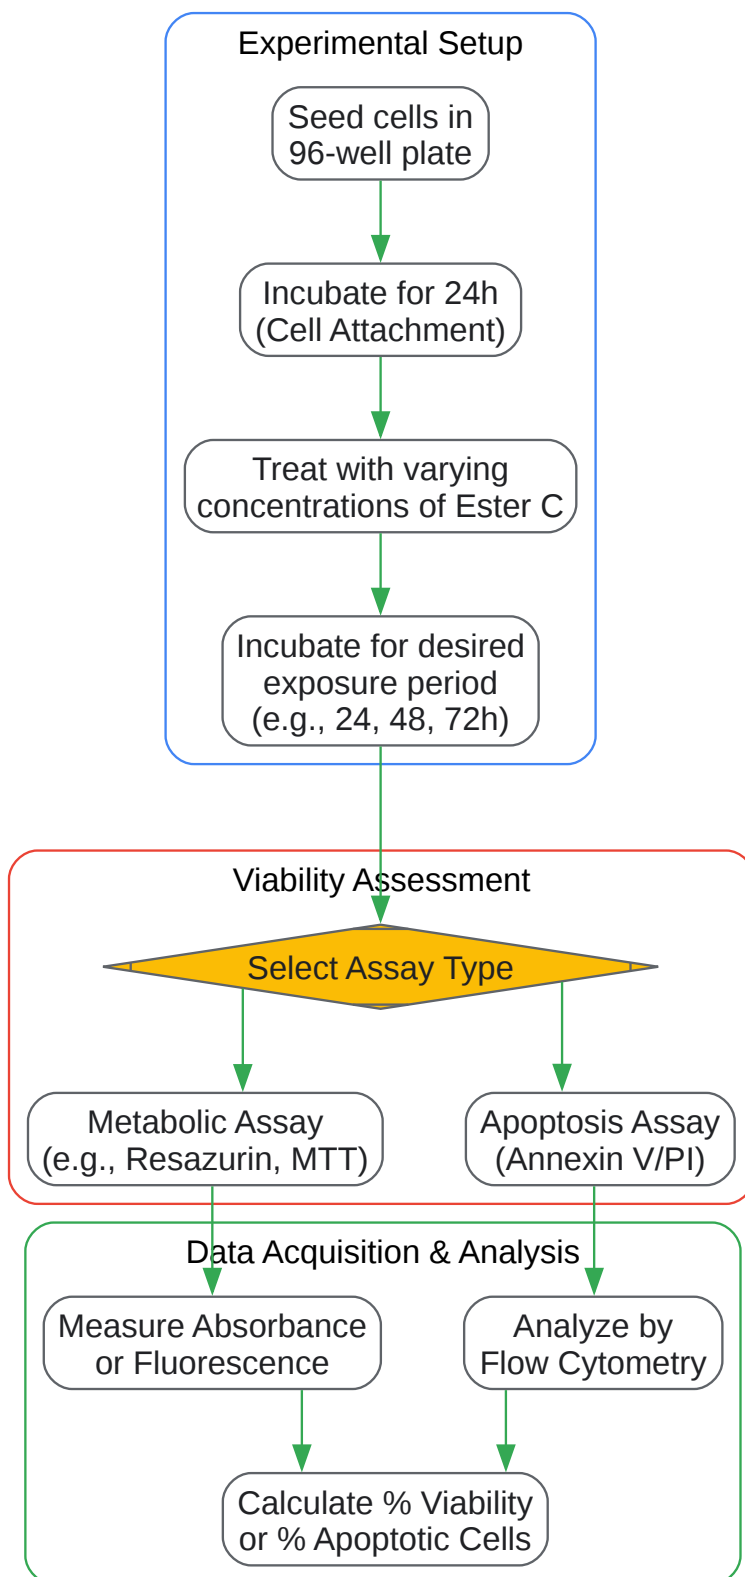 Experimental Setup
Seed cells in
96-well plate
Incubate for 24h
(Cell Attachment)
Treat with varying
concentrations of Ester C
Incubate for desired
exposure period
(e.g., 24, 48, 72h)
Viability Assessment
Select Assay Type
Metabolic Assay
(e.g., Resazurin, MTT)
Apoptosis Assay
(Annexin V/PI)
Data Acquisition & Analysis
Measure Absorbance
or Fluorescence
Analyze by
Flow Cytometry
Calculate % Viability
or % Apoptotic Cells